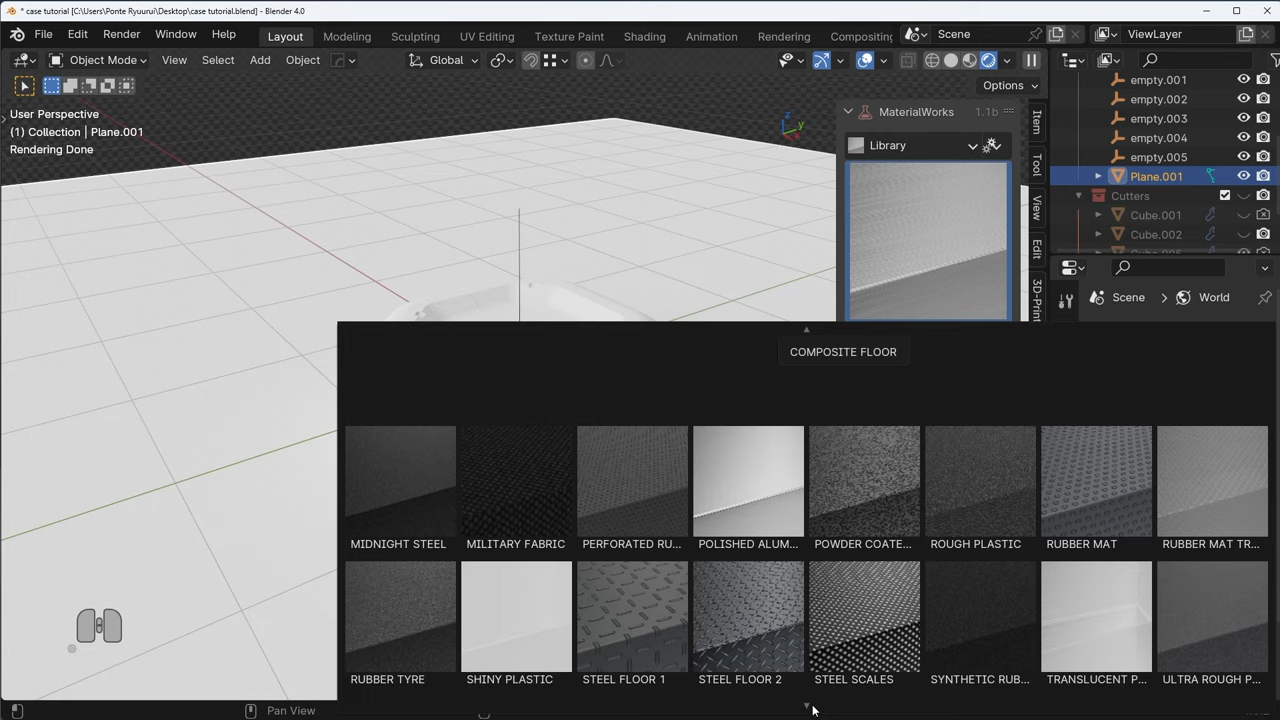 * case tutorial [C:\Users\Ponte Ryuurui\Desktop\case tutorial.blend] - Blender 4.0
File Edit Render Window Help
Layout Modeling Sculpting UV Editing Texture Paint Shading Animation Rendering Compositing
Scene
ViewLayer
Object Mode View Select Add Object
Global
Options
User Perspective
(1) Collection | Plane.001
Rendering Done
MaterialWorks 1.1b
Library
Item
Tool
View
Edit
3D-Print
empty.001
empty.002
empty.003
empty.004
empty.005
Plane.001
Cutters
Cube.001
Cube.002
Scene World
COMPOSITE FLOOR
MIDNIGHT STEEL MILITARY FABRIC PERFORATED RU... POLISHED ALUM... POWDER COATE... ROUGH PLASTIC RUBBER MAT RUBBER MAT TR...
RUBBER TYRE SHINY PLASTIC STEEL FLOOR 1 STEEL FLOOR 2 STEEL SCALES SYNTHETIC RUB... TRANSLUCENT P... ULTRA ROUGH P...
Pan View